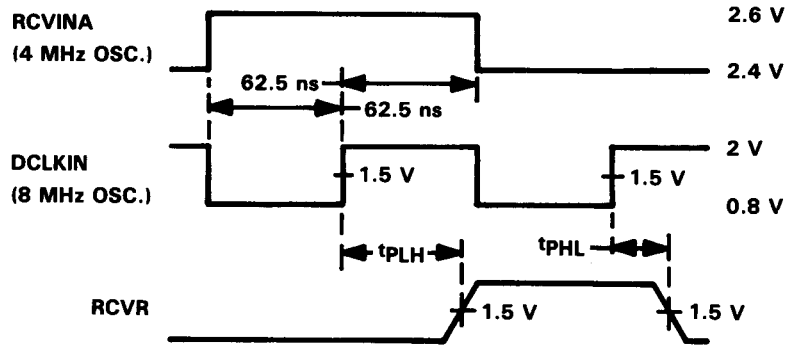 RCVINA
(4 MHz OSC.)
2.6 V
2.4 V
62.5 ns
62.5 ns
DCLKIN
(8 MHz OSC.)
1.5 V
1.5 V
2 V
0.8 V
tPLH
tPHL
RCVR
1.5 V
1.5 V